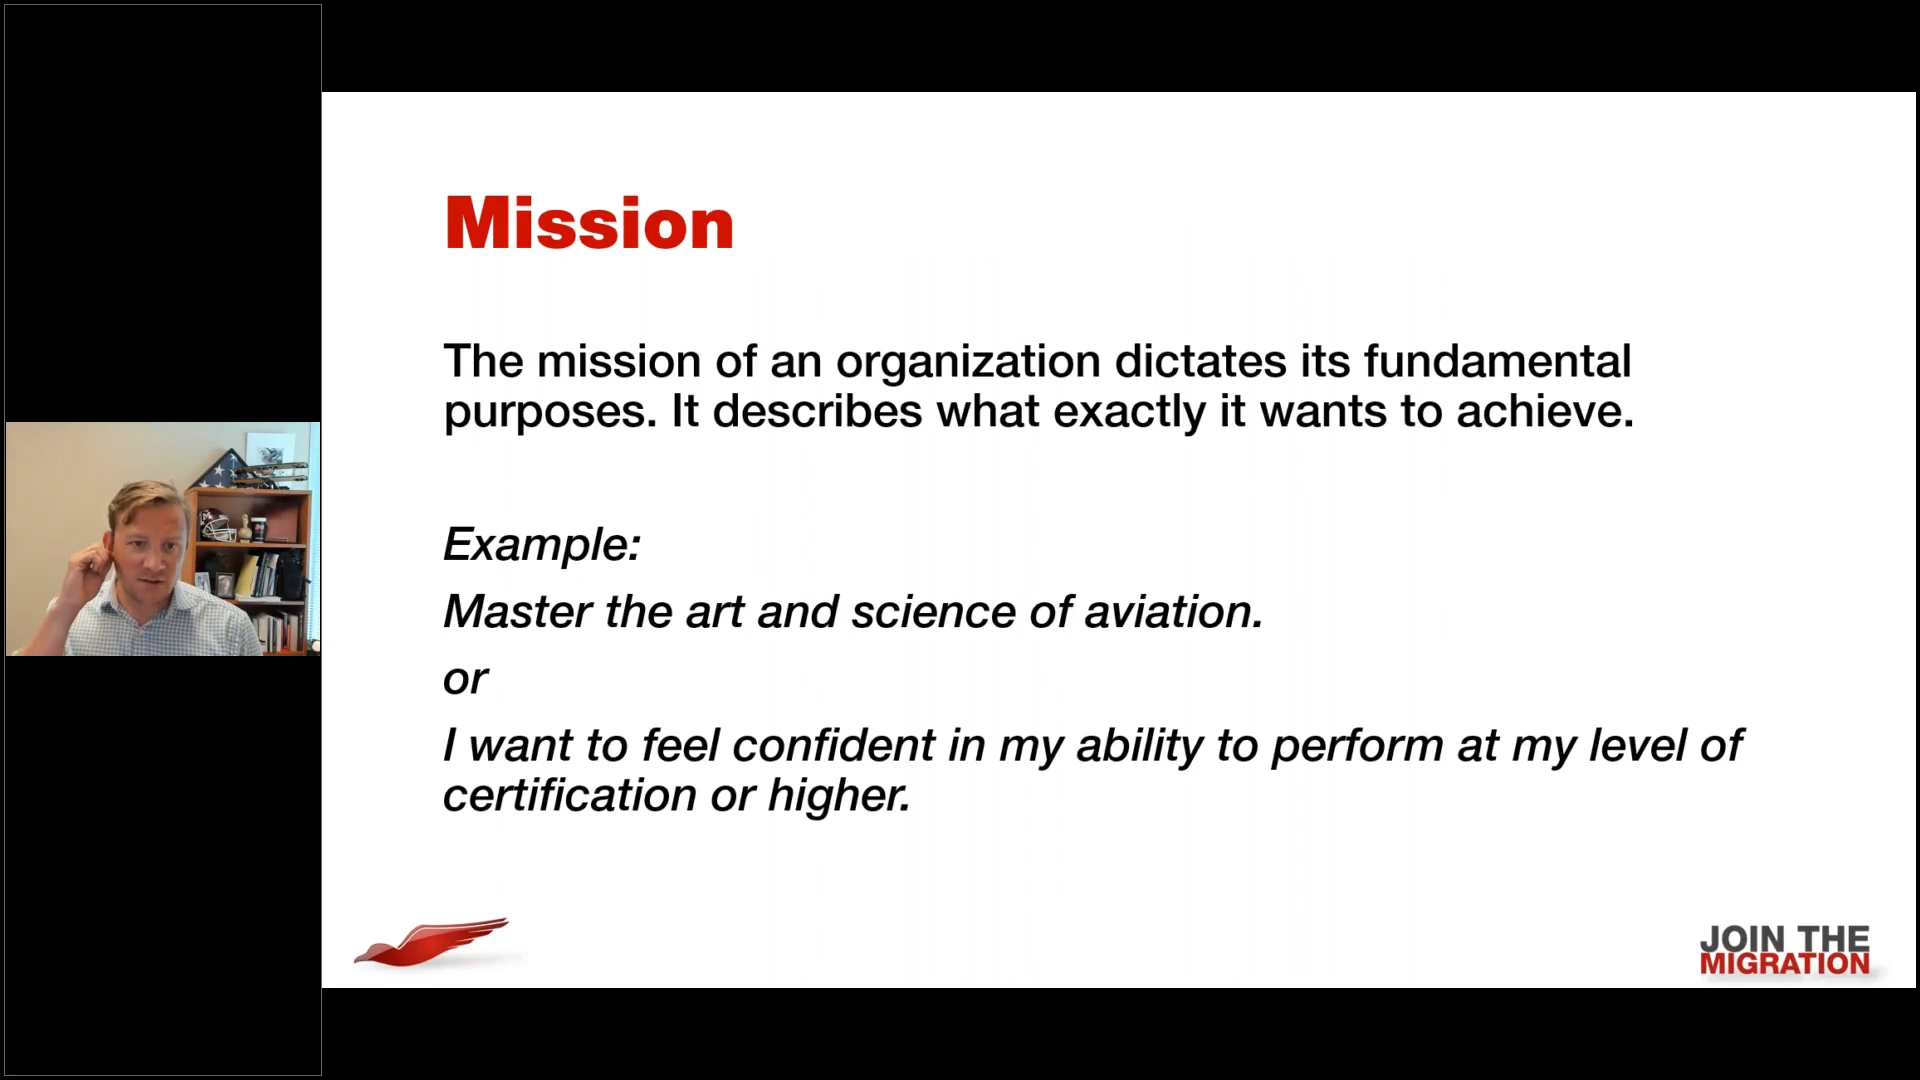 Mission
The mission of an organization dictates its fundamental
purposes. It describes what exactly it wants to achieve.
Example:
Master the art and science of aviation.
or
I want to feel confident in my ability to perform at my level of
certification or higher.
JOIN THE
MIGRATION